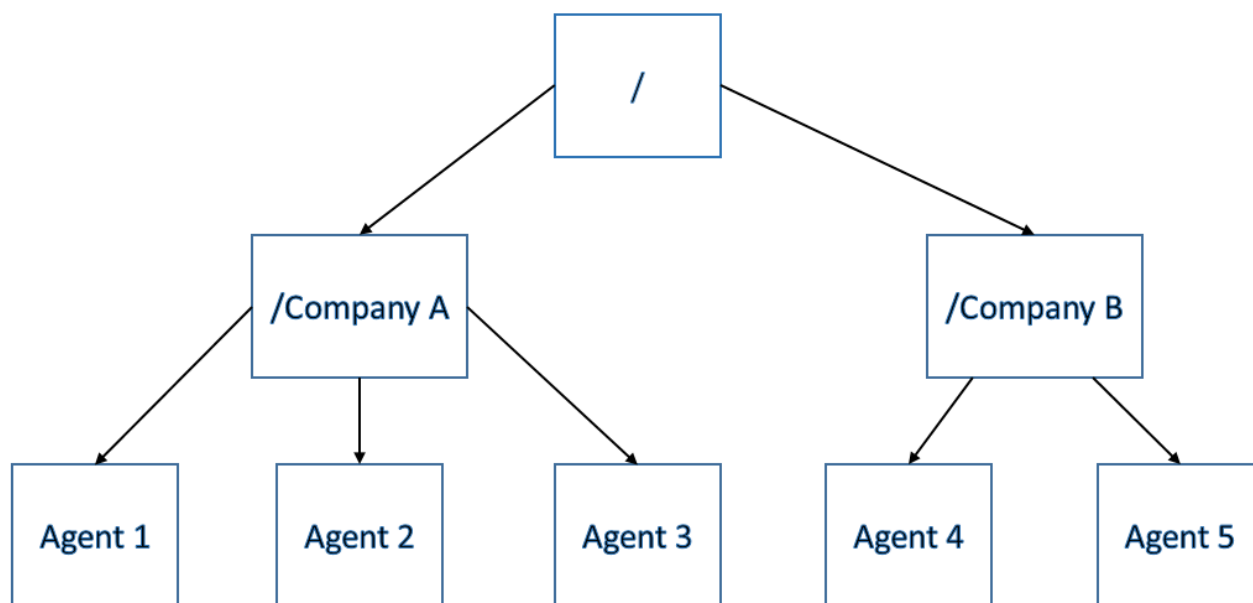 /
/Company A
/Company B
Agent 1
Agent 2
Agent 3
Agent 4
Agent 5